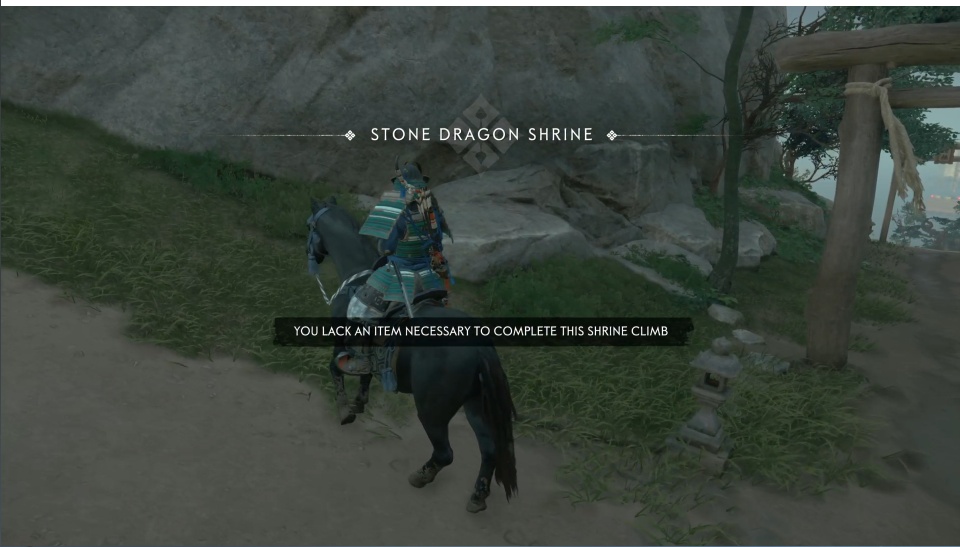 STONE DRAGON SHRINE
YOU LACK AN ITEM NECESSARY TO COMPLETE THIS SHRINE CLIMB